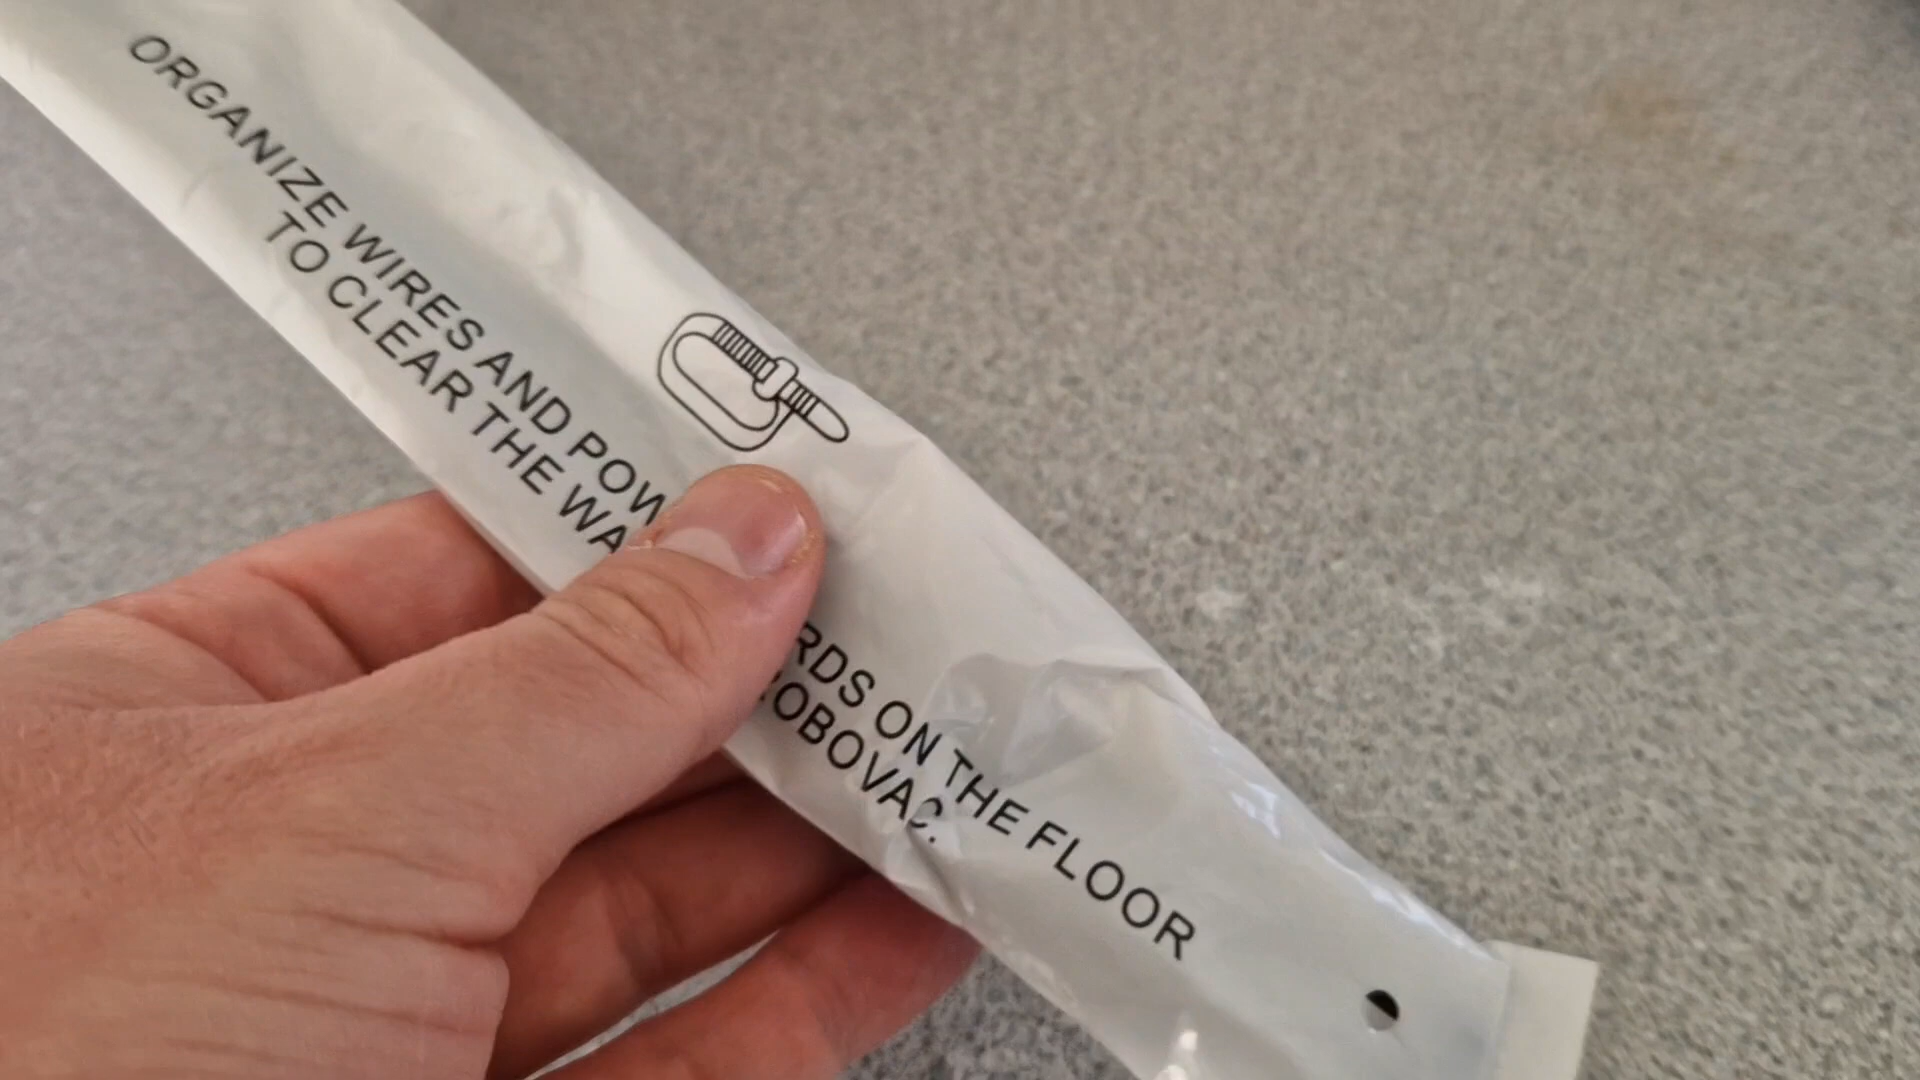 ORGANIZE WIRES AND POW RDS ON THE FLOOR
TO CLEAR THE WA OBOVAC.